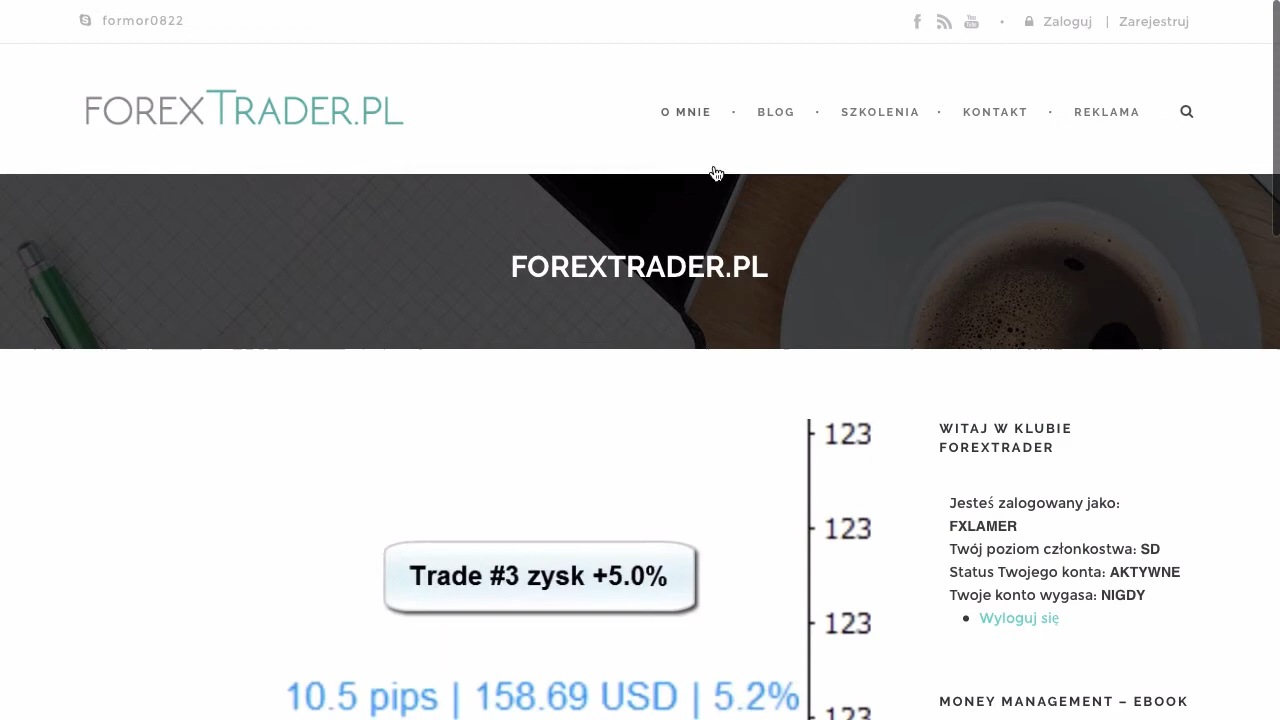 formor0822
Zaloguj | Zarejestruj
FOREXTRADER.PL
O MNIE • BLOG • SZKOLENIA • KONTAKT • REKLAMA
FOREXTRADER.PL
123
123
Trade #3 zysk +5.0%
123
10.5 pips | 158.69 USD | 5.2%
123
WITAJ W KLUBIE
FOREXTRADER
Jesteś zalogowany jako:
FXLAMER
Twój poziom członkostwa: SD
Status Twojego konta: AKTYWNE
Twoje konto wygasa: NIGDY
• Wyloguj się
MONEY MANAGEMENT – EBOOK